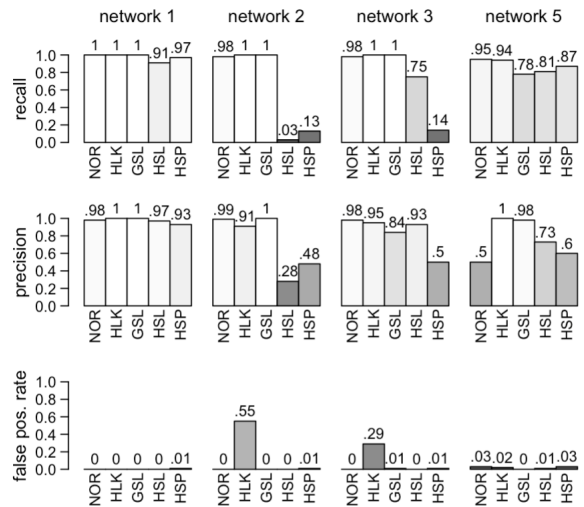 network 1 network 2 network 3 network 5
recall
1.0 0.8 0.6 0.4 0.2 0.0
1 1 1 .91 .97
.98 1 1 .03 .13
.98 1 1 .75 .14
.95 .94 .78 .81 .87
NOR HLK GSL HSL HSP
NOR HLK GSL HSL HSP
NOR HLK GSL HSL HSP
NOR HLK GSL HSL HSP
precision
1.0 0.8 0.6 0.4 0.2 0.0
.98 1 1 .97 .93
.99 .91 1 .28 .48
.98 .95 .84 .93 .5
.5 1 .98 .73 .6
NOR HLK GSL HSL HSP
NOR HLK GSL HSL HSP
NOR HLK GSL HSL HSP
NOR HLK GSL HSL HSP
false pos. rate
1.0 0.8 0.6 0.4 0.2 0.0
0 0 0 0 .01
0 .55 0 0 .01
0 .29 .01 0 .01
.03 .02 0 .01 .03
NOR HLK GSL HSL HSP
NOR HLK GSL HSL HSP
NOR HLK GSL HSL HSP
NOR HLK GSL HSL HSP